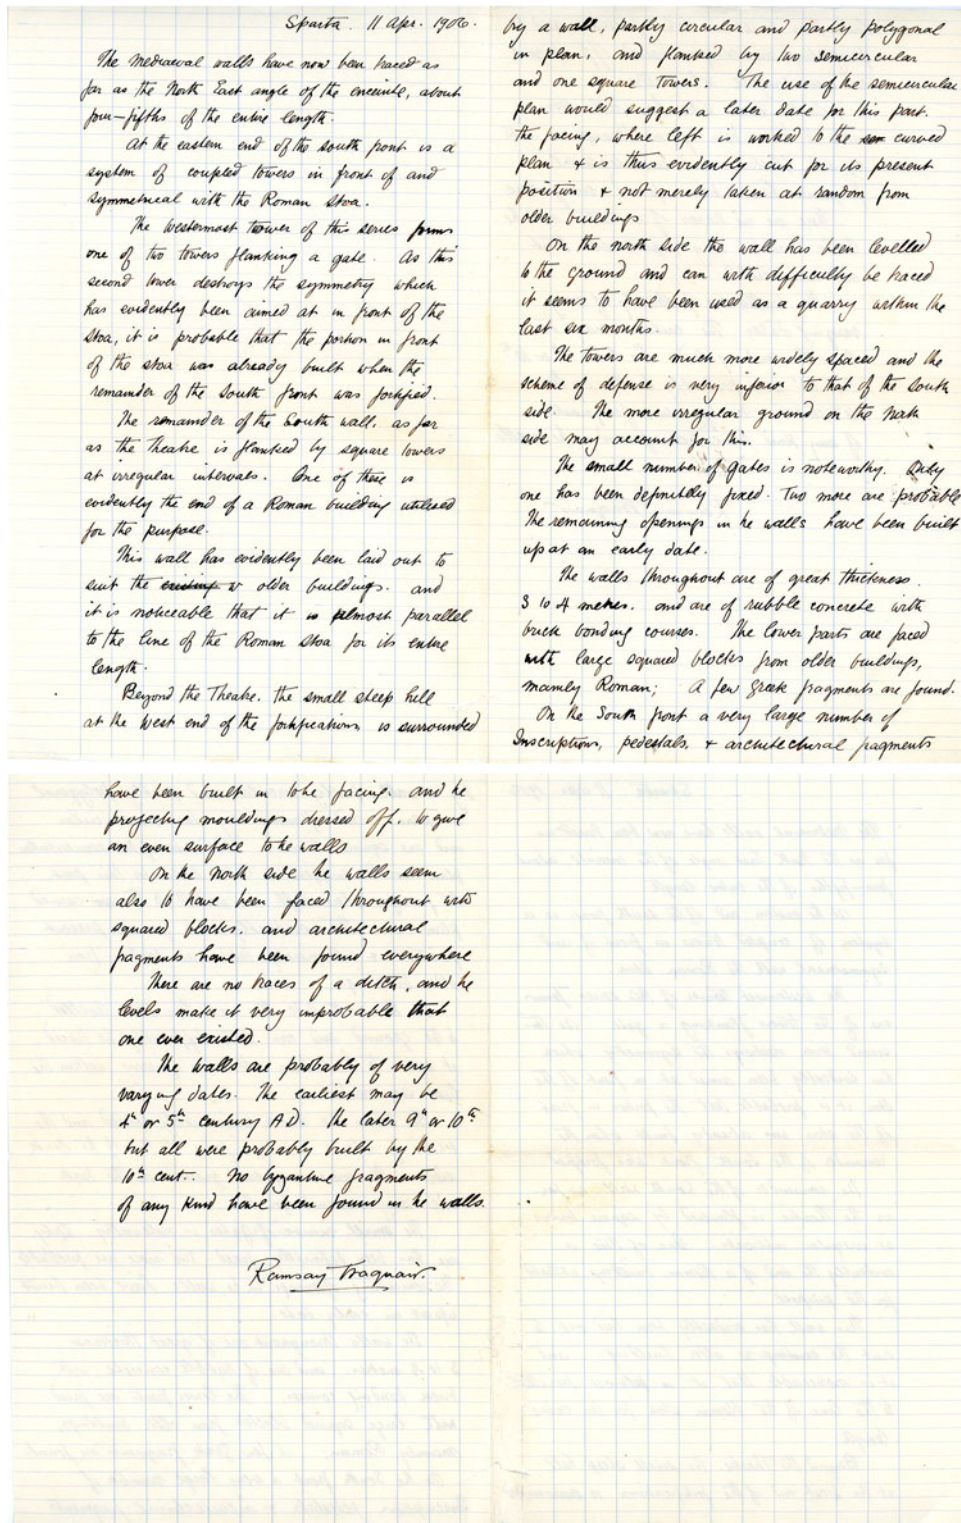 Sparta. 11 Apr. 1906.
The mediaeval walls have now been traced as
far as the North East angle of the enceinte, about
four-fifths of the entire length.
At the eastern end of the south front is a
system of coupled towers in front of and
symmetrical with the Roman Stoa.
The westernmost tower of this series forms
one of two towers flanking a gate. As this
second tower destroys the symmetry which
has evidently been aimed at in front of the
Stoa, it is probable that the portion in front
of the stoa was already built when the
remainder of the south front was fortified.
The remainder of the South wall, as far
as the Theatre is flanked by square towers
at irregular intervals. One of these is
evidently the end of a Roman building utilised
for the purpose.
This wall has evidently been laid out to
suit the existing older buildings. and
it is noticeable that it is almost parallel
to the line of the Roman Stoa for its entire
length.
Beyond the Theatre. the small steep hill
at the West end of the fortifications is surrounded
by a wall, partly circular and partly polygonal
in plan, and flanked by two semicircular
and one square towers. The use of the semicircular
plan would suggest a later date for this part.
the facing, where left is worked to the curved
plan & is thus evidently cut for its present
position & not merely taken at random from
older buildings
On the north side the wall has been levelled
to the ground and can with difficulty be traced
it seems to have been used as a quarry within the
last six months.
The towers are much more widely spaced and the
scheme of defense is very inferior to that of the South
side. The more irregular ground on the North
side may account for this.
The small number of gates is noteworthy. Only
one has been definitely fixed. Two more are probable
The remaining openings in he walls have been built
up at an early date.
The walls throughout are of great thickness.
3 to 4 metres. and are of rubble concrete with
brick bonding courses. The lower parts are faced
with large squared blocks from older buildings,
mainly Roman; A few Greek fragments are found.
On the South front a very large number of
Inscriptions, pedestals, & architectural fragments
have been built in to he facing. and he
projecting mouldings dressed off. to give
an even surface to he walls
On the North side he walls seem
also to have been faced throughout with
squared blocks. and architectural
fragments have been found everywhere
There are no traces of a ditch, and he
levels make it very improbable that
one ever existed.
The walls are probably of very
varying dates. The earliest may be
4th or 5th century AD. the later 9th or 10th
but all were probably built by the
10th cent.. No byzantine fragments
of any kind have been found in he walls.
Ramsay Traquair.